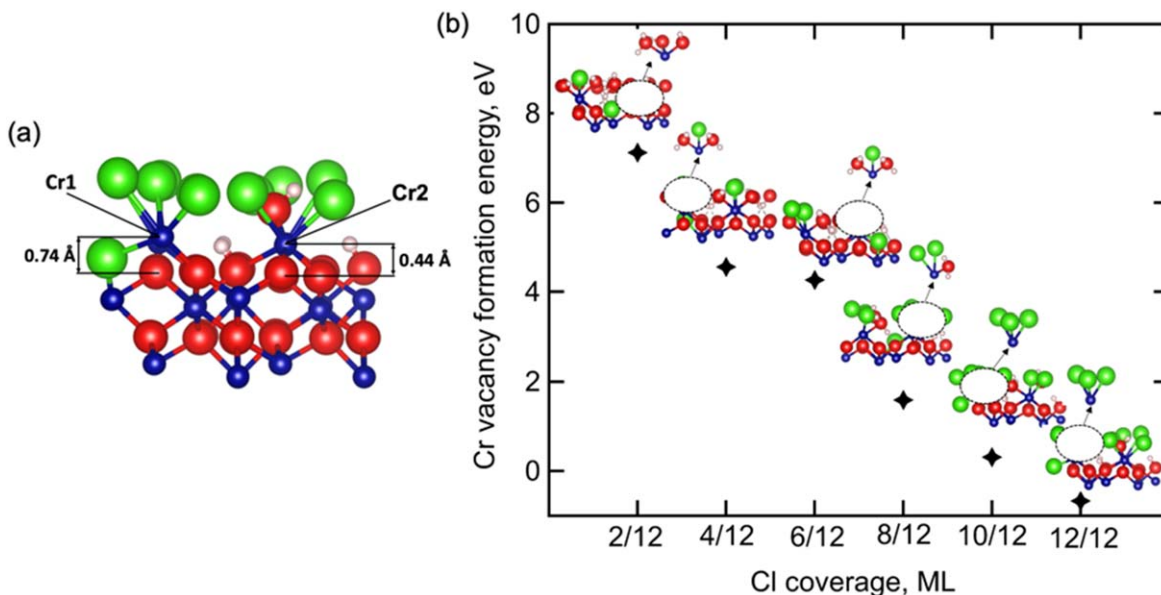 (a)
Cr1
Cr2
0.74 Å
0.44 Å
(b)
Cr vacancy formation energy, eV
10
8
6
4
2
0
2/12
4/12
6/12
8/12
10/12
12/12
Cl coverage, ML